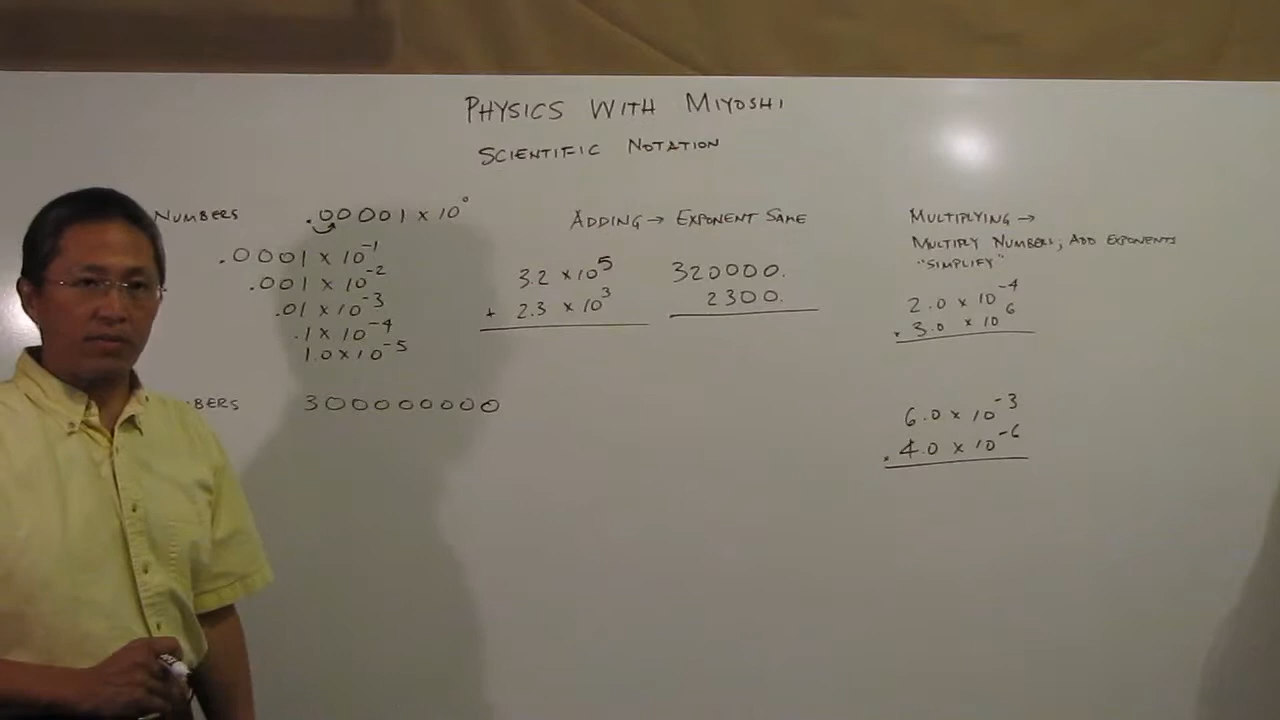 PHYSICS WITH MIYOSHI
SCIENTIFIC NOTATION
NUMBERS
.00001 x 10⁰
.0001 x 10⁻¹
.001 x 10⁻²
.01 x 10⁻³
.1 x 10⁻⁴
1.0 x 10⁻⁵
BERS
300000000
ADDING → EXPONENT SAME
3.2 x 10⁵
+ 2.3 x 10³
320000.
2300.
MULTIPLYING →
MULTIPLY NUMBERS, ADD EXPONENTS
"SIMPLIFY"
2.0 x 10⁻⁴
. 3.0 x 10⁶
6.0 x 10⁻³
. 4.0 x 10⁻⁶